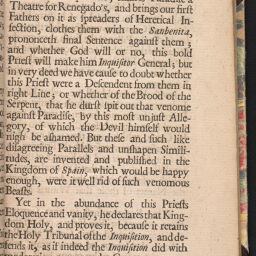 Theatre for Renegado's, and brings our first
Fathers on it as spreaders of Heretical In-
fection, clothes them with the Sanbenita,
prononceth final Sentence against them;
and whether God will or no, this bold
Priest will make him Inquisitor General; but
in very deed we have cause to doubt whether
this Priest were a Descendent from them in
right Line; or whether of the Brood of the
Serpent, that he durst spit out that venome
against Paradise, by this most unjust Alle-
gory, of which the Devil himself would
nigh be ashamed. But these and such like
disagreeing Parallels and unshapen Simili-
tudes, are invented and published in the
Kingdom of Spain, which would be happy
enough, were it well rid of such venomous
Beasts.
Yet in the abundance of this Priests
Eloquence and vanity, he declares that King-
dom Holy, and proves it, because it retains
the Holy Tribunal of the Inquisition, and de-
fends it, as if indeed the Inquisition did with